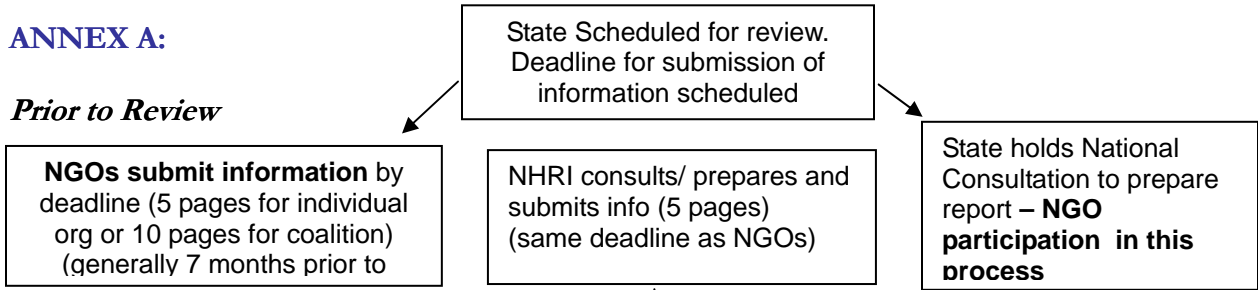 ANNEX A:
Prior to Review
State Scheduled for review.
Deadline for submission of
information scheduled
NGOs submit information by
deadline (5 pages for individual
org or 10 pages for coalition)
(generally 7 months prior to
NHRI consults/ prepares and
submits info (5 pages)
(same deadline as NGOs)
State holds National
Consultation to prepare
report – NGO
participation in this
process